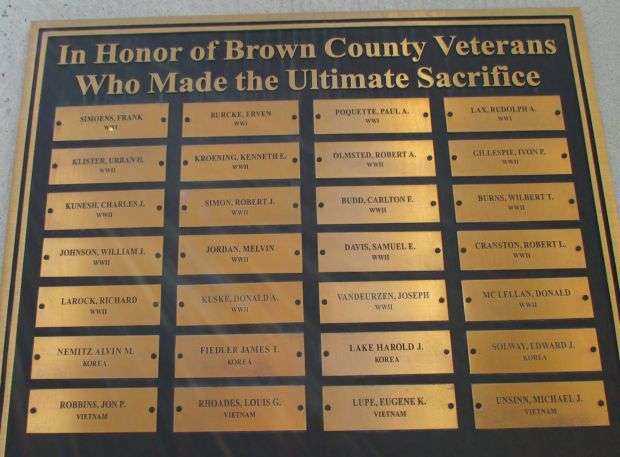 In Honor of Brown County Veterans
Who Made the Ultimate Sacrifice
SIMOENS, FRANK
WWI
BURCKE, ERVEN
WWI
POQUETTE, PAUL A.
WWI
LAX, RUDOLPH A.
WWI
KLISTER, URBAN H.
WWII
KROENING, KENNETH E.
WWII
OLMSTED, ROBERT A.
WWII
GILLESPIE, IVON P.
WWII
KUNESH, CHARLES J.
WWII
SIMON, ROBERT J.
WWII
BUDD, CARLTON F.
WWII
BURNS, WILBERT T.
WWII
JOHNSON, WILLIAM J.
WWII
JORDAN, MELVIN
WWII
DAVIS, SAMUEL E.
WWII
CRANSTON, ROBERT L.
WWII
LAROCK, RICHARD
WWII
KUSKE, DONALD A.
WWII
VANDEURZEN, JOSEPH
WWII
MCLELLAN, DONALD
WWII
NEMITZ ALVIN M.
KOREA
FIEDLER JAMES T.
KOREA
LAKE HAROLD J.
KOREA
SOLWAY, EDWARD J.
KOREA
ROBBINS, JON P.
VIETNAM
RHOADES, LOUIS G.
VIETNAM
LUPE, EUGENE K.
VIETNAM
UNSINN, MICHAEL J.
VIETNAM